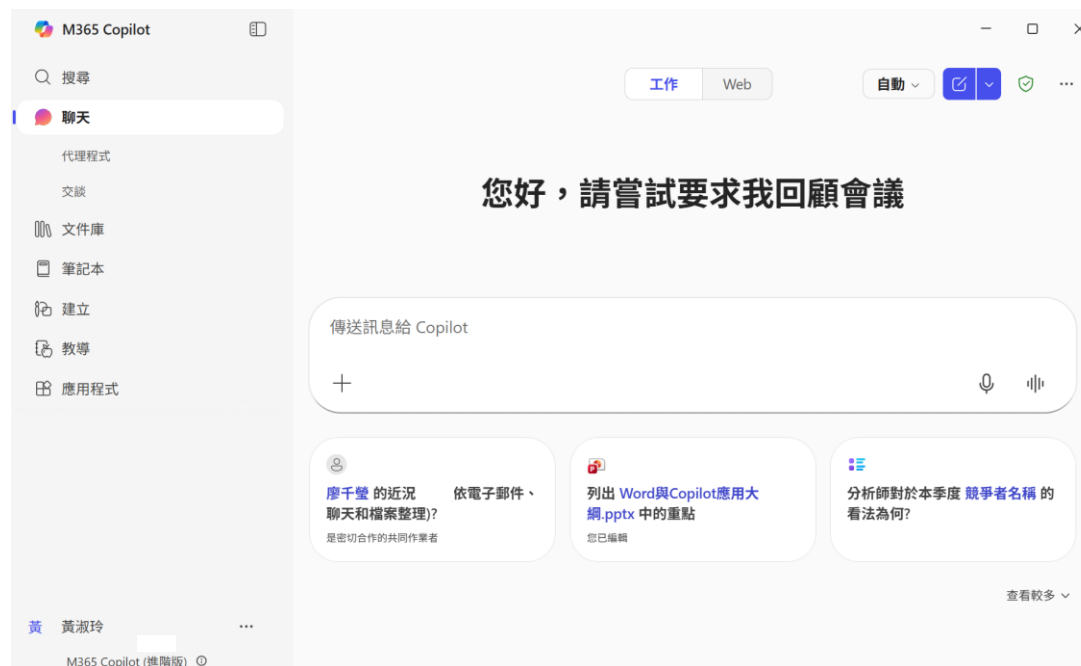 M365 Copilot
搜尋
聊天
代理程式
交談
文件庫
筆記本
建立
教導
應用程式
黃 黃淑玲
M365 Copilot (進階版)
工作 Web
自動
您好，請嘗試要求我回顧會議
傳送訊息給 Copilot
廖千瑩 的近況 依電子郵件、
聊天和檔案整理)?
是密切合作的共同作業者
列出 Word與Copilot應用大
綱.pptx 中的重點
您已編輯
分析師對於本季度 競爭者名稱 的
看法為何?
查看較多